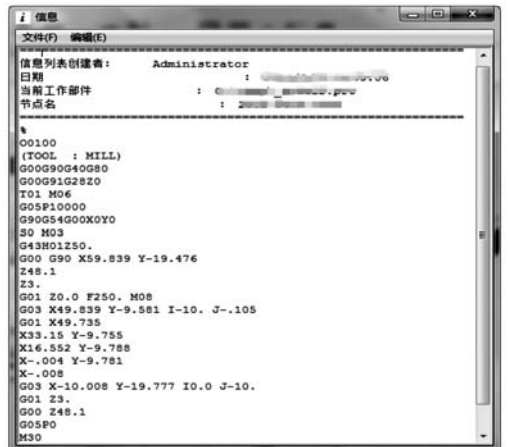 i 信息
文件(F) 编辑(E)
信息列表创建者: Administrator
日期 :
当前工作部件 :
节点名 :
%
O0100
(TOOL : MILL)
G00G90G40G80
G00G91G28Z0
T01 M06
G05P10000
G90G54G00X0Y0
S0 M03
G43H01Z50.
G00 G90 X59.839 Y-19.476
Z48.1
Z3.
G01 Z0.0 F250. M08
G03 X49.839 Y-9.581 I-10. J-.105
G01 X49.735
X33.15 Y-9.755
X16.552 Y-9.788
X-.004 Y-9.781
X-.008
G03 X-10.008 Y-19.777 I0.0 J-10.
G01 Z3.
G00 Z48.1
G05P0
M30